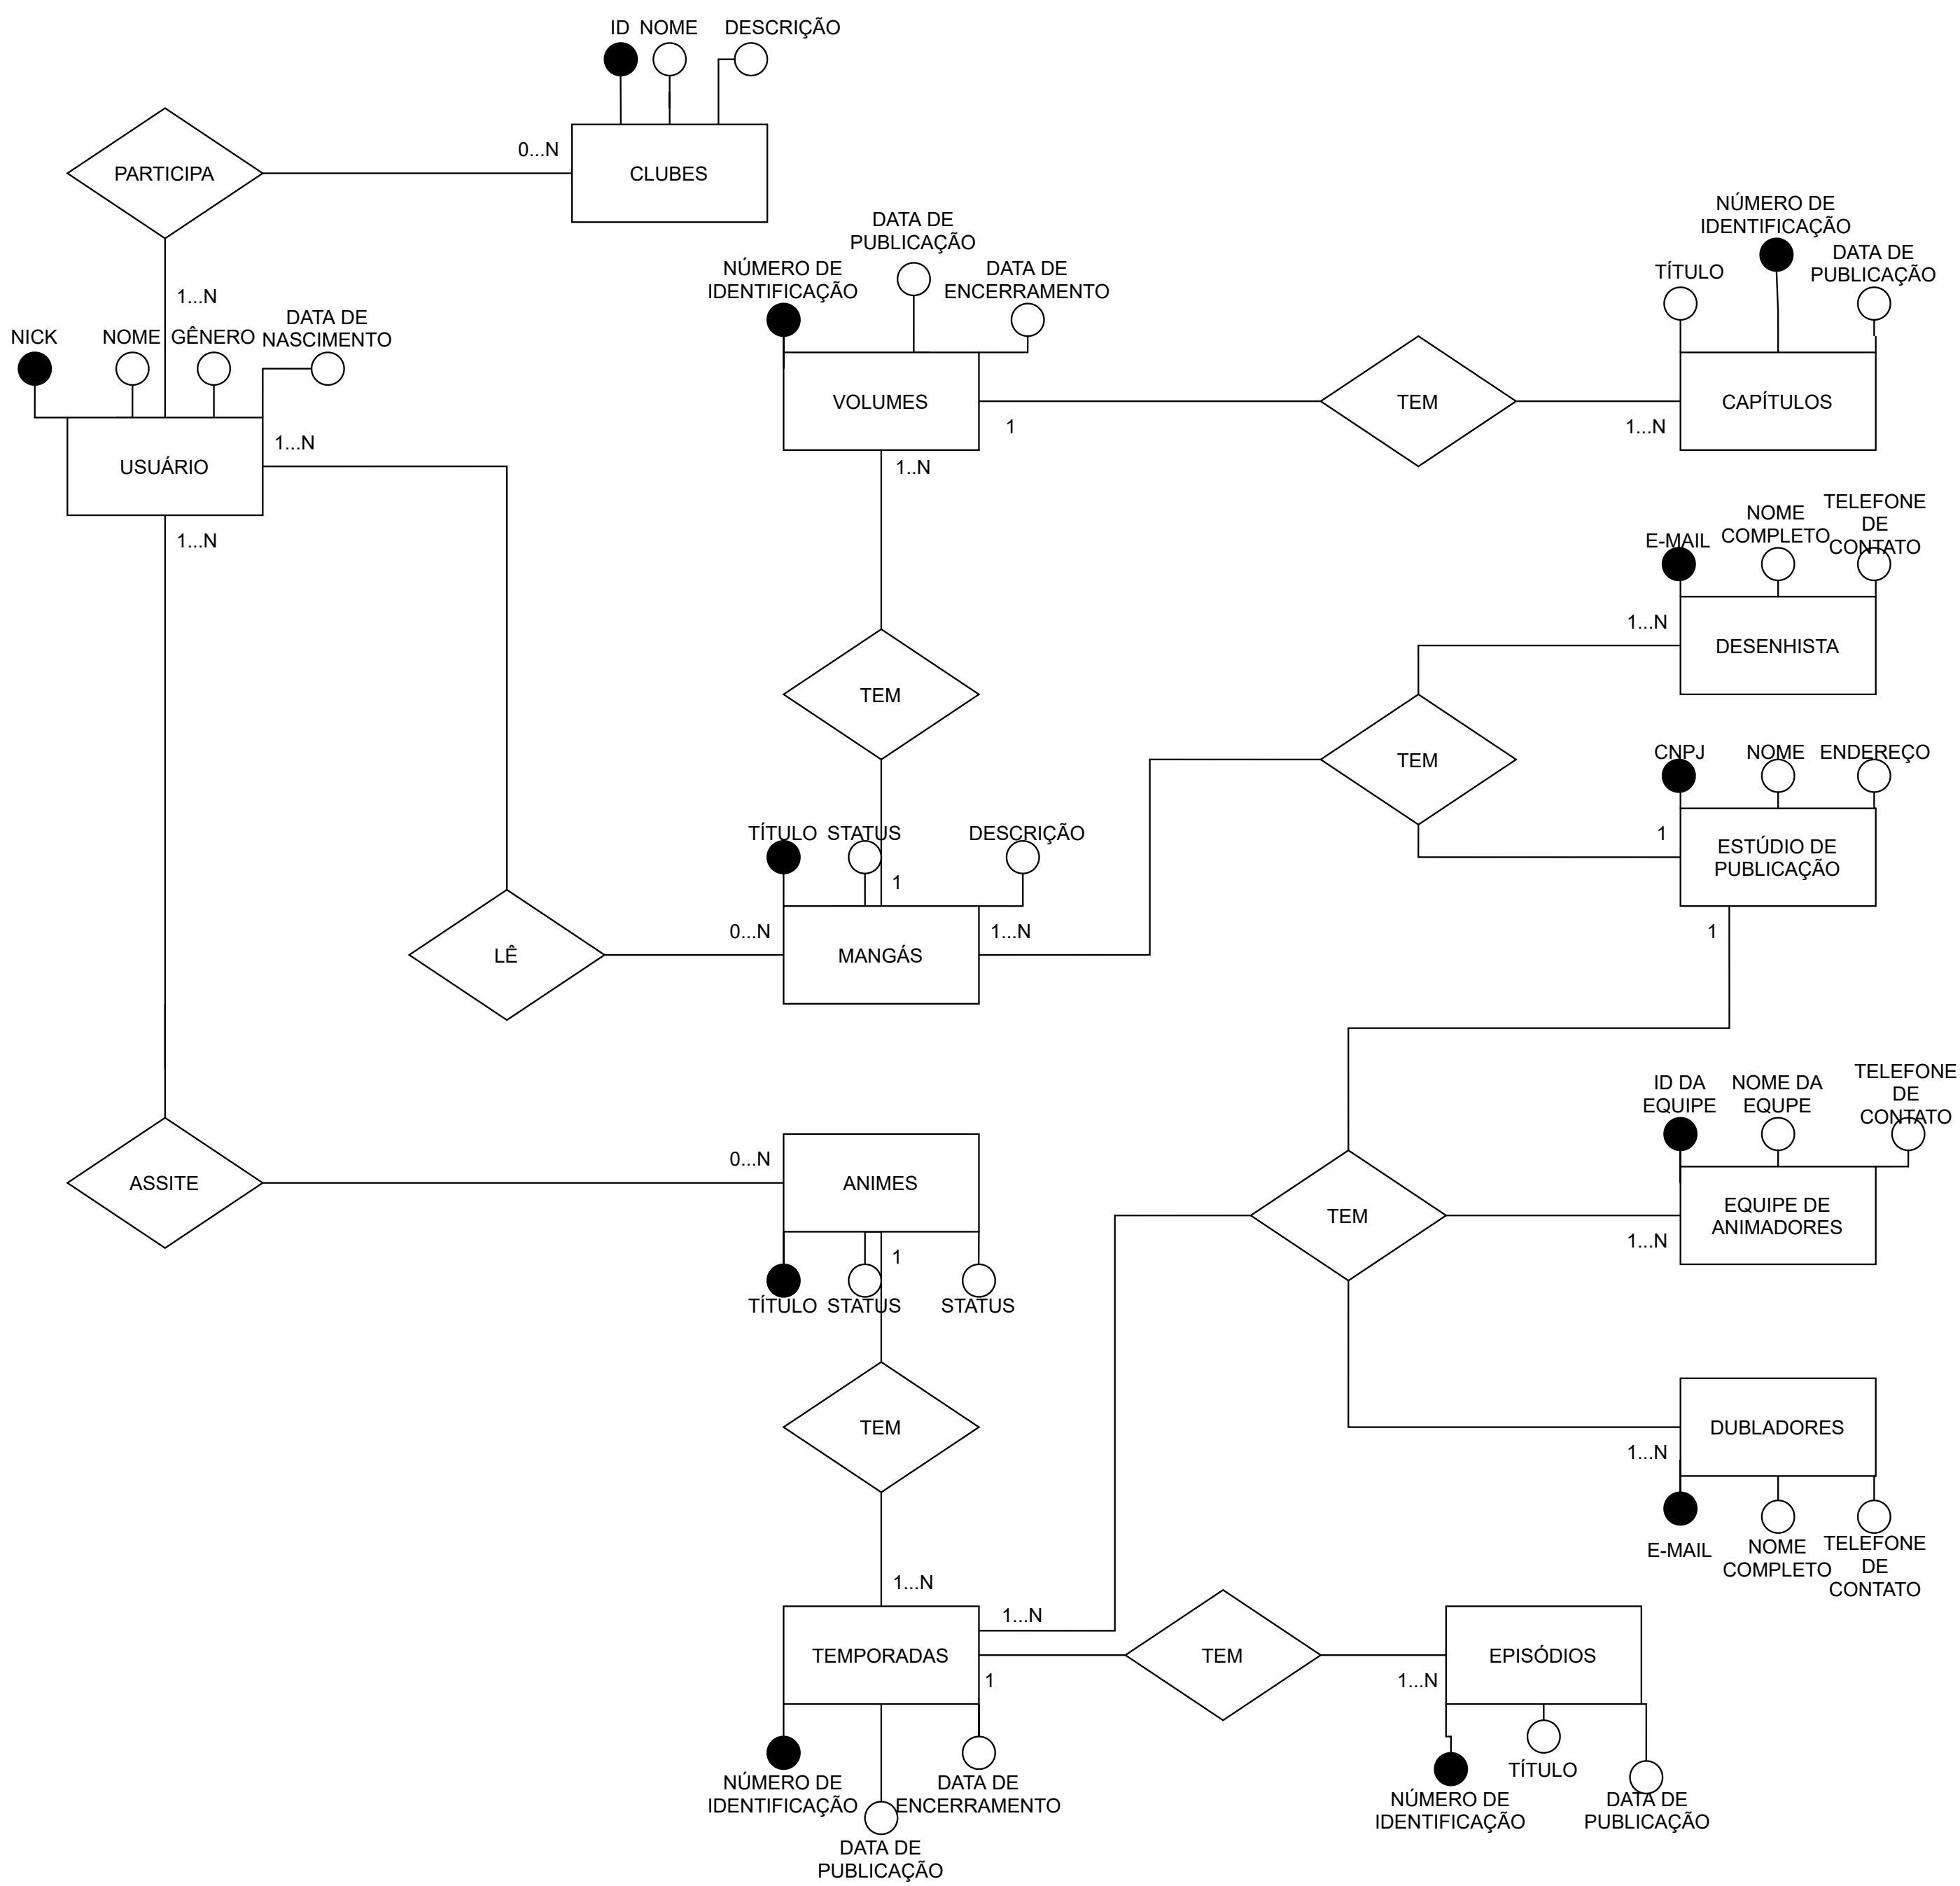 ID
NOME
DESCRIÇÃO
PARTICIPA
0...N
CLUBES
1...N
NICK
NOME
GÊNERO
DATA DE
NASCIMENTO
USUÁRIO
1...N
1...N
NÚMERO DE
IDENTIFICAÇÃO
DATA DE
PUBLICAÇÃO
DATA DE
ENCERRAMENTO
VOLUMES
1
1..N
TEM
1...N
TÍTULO
NÚMERO DE
IDENTIFICAÇÃO
DATA DE
PUBLICAÇÃO
CAPÍTULOS
E-MAIL
NOME
COMPLETO
TELEFONE
DE
CONTATO
1...N
DESENHISTA
TEM
TEM
CNPJ
NOME
ENDEREÇO
1
ESTÚDIO DE
PUBLICAÇÃO
1
TÍTULO
STATUS
DESCRIÇÃO
1
LÊ
0...N
MANGÁS
1...N
ID DA
EQUIPE
NOME DA
EQUPE
TELEFONE
DE
CONTATO
ASSITE
0...N
ANIMES
1
TÍTULO
STATUS
STATUS
TEM
1...N
EQUIPE DE
ANIMADORES
TEM
DUBLADORES
1...N
E-MAIL
NOME
COMPLETO
TELEFONE
DE
CONTATO
1...N
1...N
TEMPORADAS
1
TEM
1...N
EPISÓDIOS
NÚMERO DE
IDENTIFICAÇÃO
DATA DE
ENCERRAMENTO
DATA DE
PUBLICAÇÃO
TÍTULO
NÚMERO DE
IDENTIFICAÇÃO
DATA DE
PUBLICAÇÃO